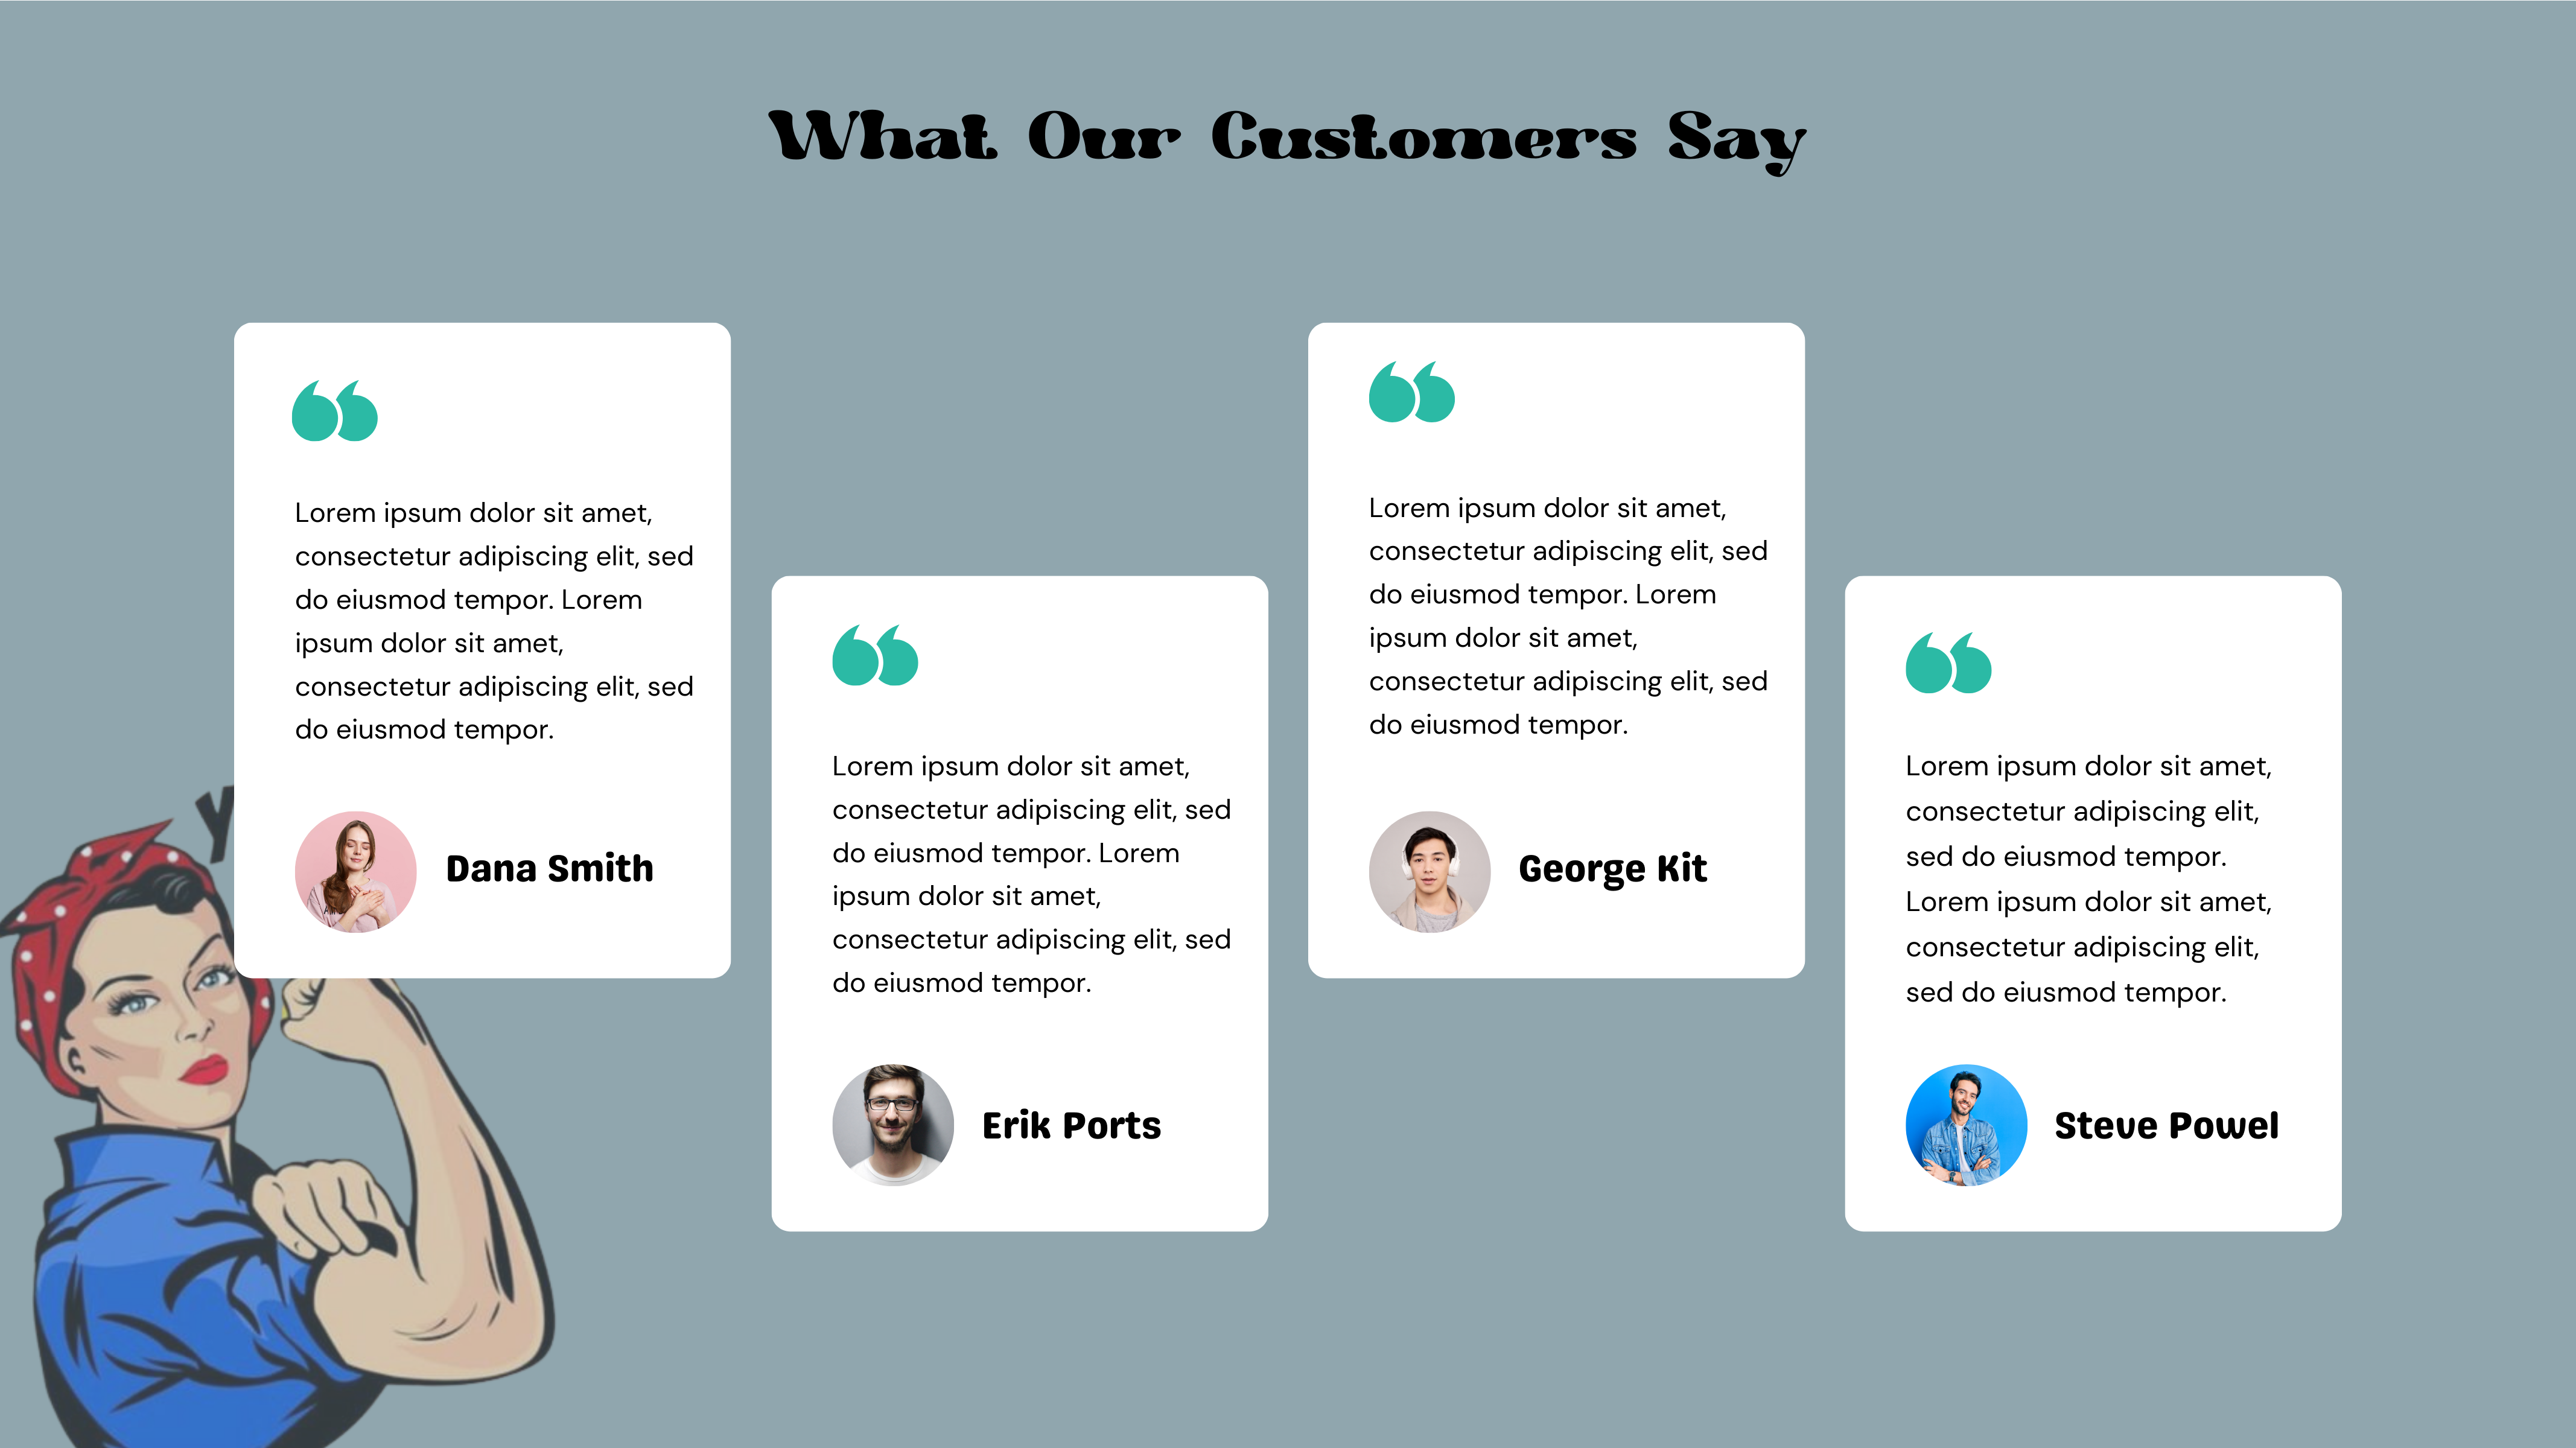 What Our Customers Say
Lorem ipsum dolor sit amet,
consectetur adipiscing elit, sed
do eiusmod tempor. Lorem
ipsum dolor sit amet,
consectetur adipiscing elit, sed
do eiusmod tempor.
Dana Smith
Lorem ipsum dolor sit amet,
consectetur adipiscing elit, sed
do eiusmod tempor. Lorem
ipsum dolor sit amet,
consectetur adipiscing elit, sed
do eiusmod tempor.
Erik Ports
Lorem ipsum dolor sit amet,
consectetur adipiscing elit, sed
do eiusmod tempor. Lorem
ipsum dolor sit amet,
consectetur adipiscing elit, sed
do eiusmod tempor.
George Kit
Lorem ipsum dolor sit amet,
consectetur adipiscing elit,
sed do eiusmod tempor.
Lorem ipsum dolor sit amet,
consectetur adipiscing elit,
sed do eiusmod tempor.
Steve Powel